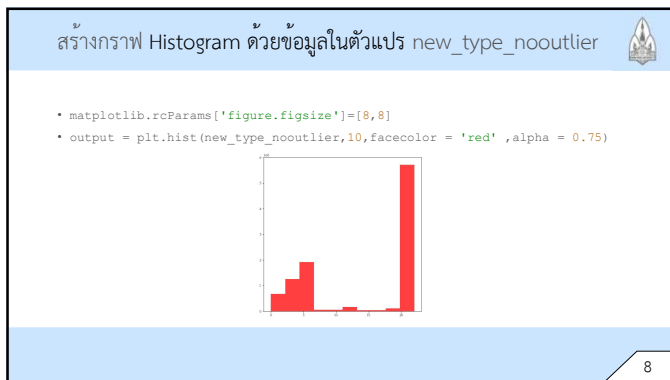 สร้างกราฟ Histogram ด้วยข้อมูลในตัวแปร new_type_nooutlier
• matplotlib.rcParams['figure.figsize']=[8,8]
• output = plt.hist(new_type_nooutlier,10,facecolor = 'red' ,alpha = 0.75)
8